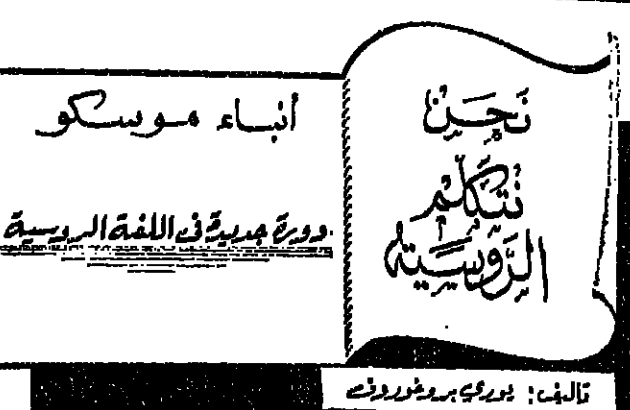 نحن
نتكلم
الروسية
أنباء موسكو
دورة جديدة في اللغة الروسية
تأليف: يوري بروخوروف